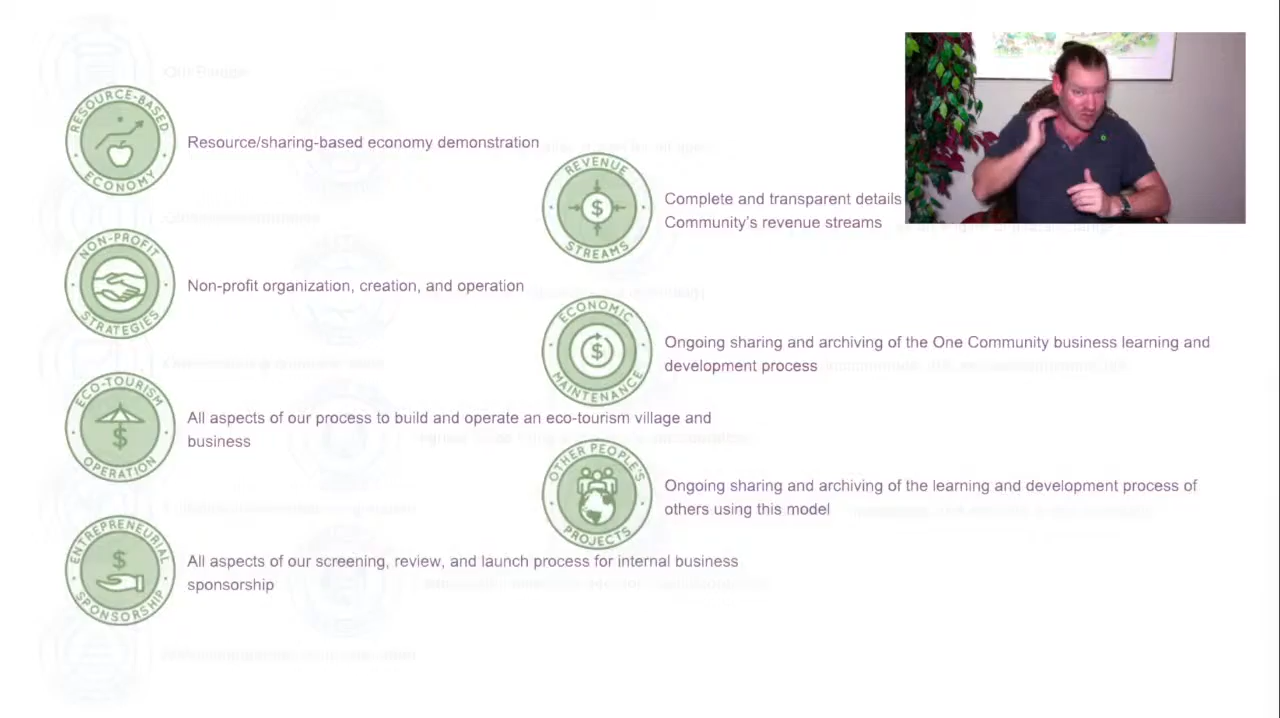 RESOURCE-BASED
ECONOMY
Resource/sharing-based economy demonstration
NON-PROFIT
STRATEGIES
Non-profit organization, creation, and operation
ECO-TOURISM
$
OPERATION
All aspects of our process to build and operate an eco-tourism village and
business
ENTREPRENEURIAL
$
SPONSORSHIP
All aspects of our screening, review, and launch process for internal business
sponsorship
REVENUE
$
STREAMS
Complete and transparent details
Community's revenue streams
ECONOMIC
$
MAINTENANCE
Ongoing sharing and archiving of the One Community business learning and
development process
OTHER PEOPLE'S
PROJECTS
Ongoing sharing and archiving of the learning and development process of
others using this model